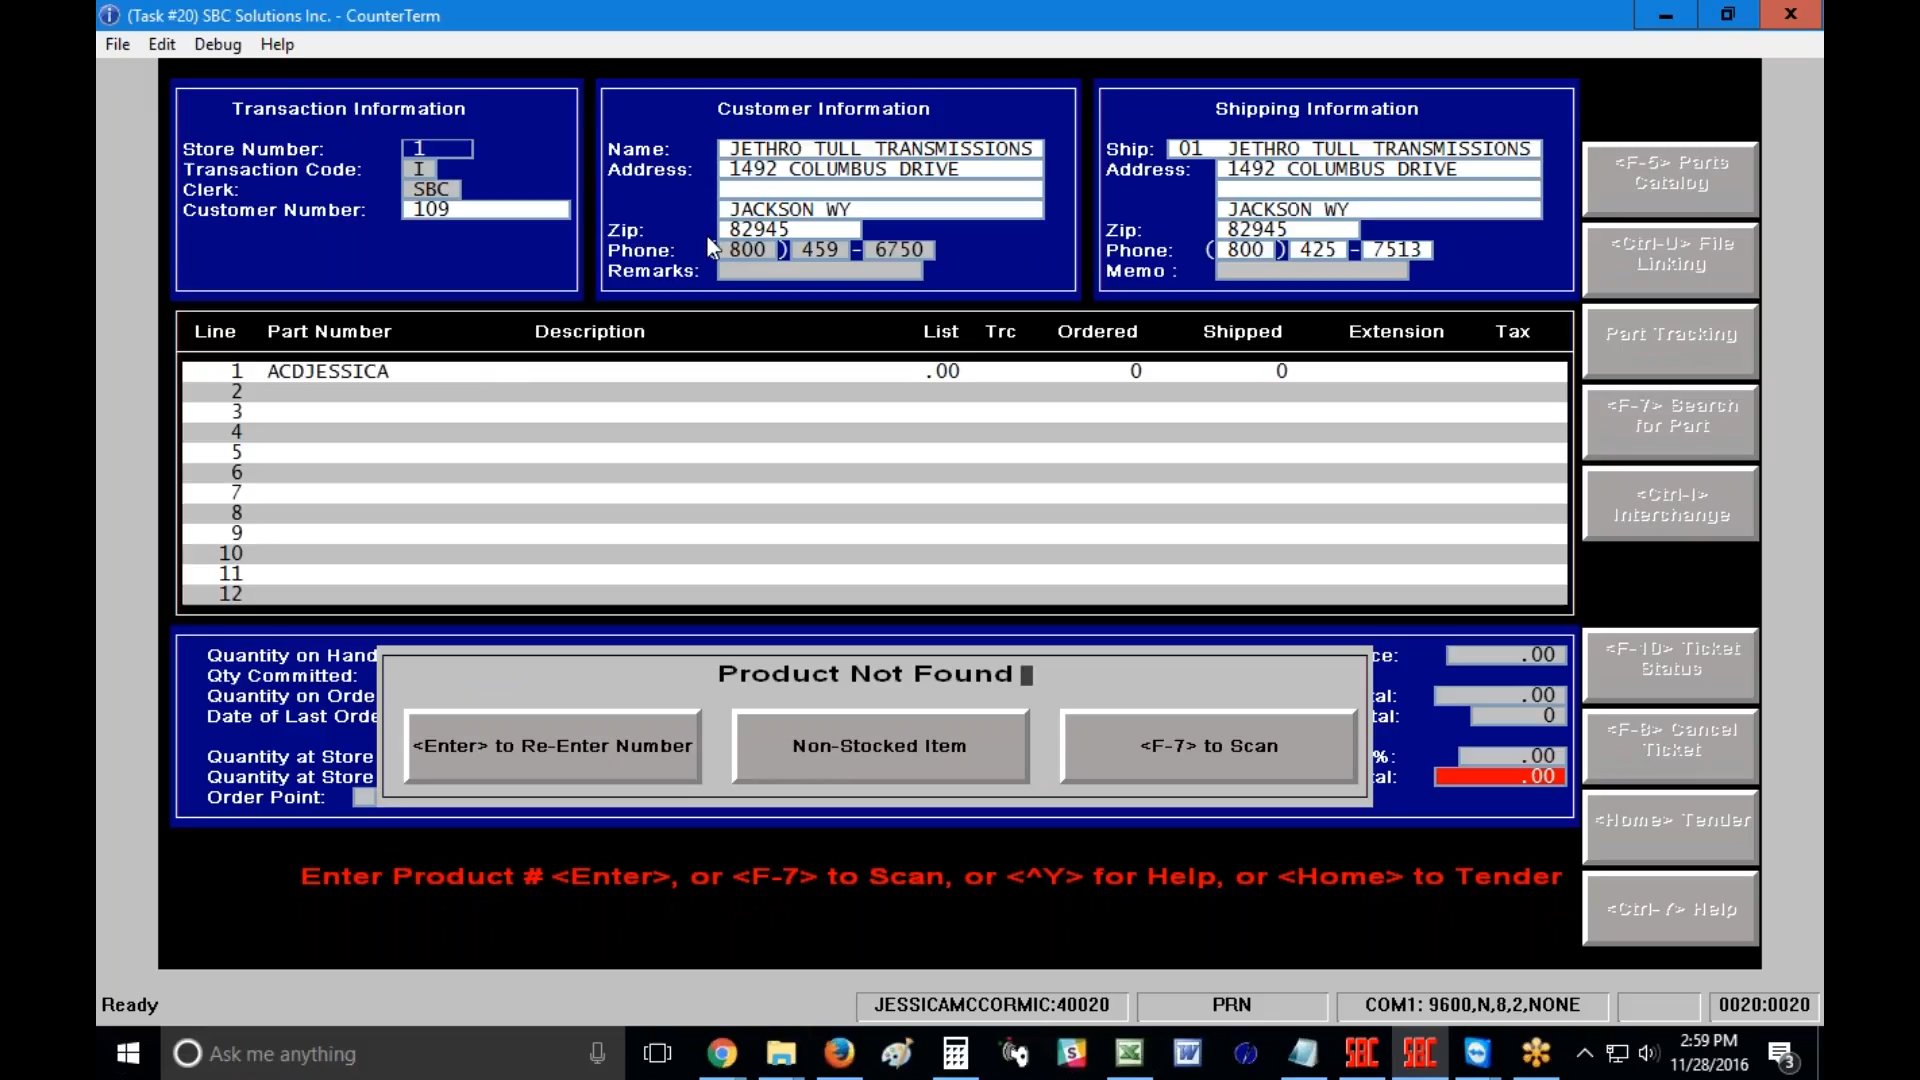 (Task #20) SBC Solutions Inc. - CounterTerm
File Edit Debug Help
Transaction Information
Store Number: 1
Transaction Code: I
Clerk: SBC
Customer Number: 109
Customer Information
Name: JETHRO TULL TRANSMISSIONS
Address: 1492 COLUMBUS DRIVE
JACKSON WY
Zip: 82945
Phone: 800 ) 459 - 6750
Remarks:
Shipping Information
Ship: 01 JETHRO TULL TRANSMISSIONS
Address: 1492 COLUMBUS DRIVE
JACKSON WY
Zip: 82945
Phone: ( 800 ) 425 - 7513
Memo :
<F-5> Parts
Catalog
<Ctrl-U> File
Linking
Part Tracking
<F-7> Search
for Part
<Ctrl-I>
Interchange
Line Part Number Description List Trc Ordered Shipped Extension Tax
1 ACDJESSICA .00 0 0
2
3
4
5
6
7
8
9
10
11
12
Quantity on Hand
Qty Committed:
Quantity on Orde
Date of Last Orde
Quantity at Store
Quantity at Store
Order Point:
Product Not Found
<Enter> to Re-Enter Number
Non-Stocked Item
<F-7> to Scan
ce: .00
tal: .00
tal: 0
%: .00
tal: .00
<F-10> Ticket
Status
<F-8> Cancel
Ticket
<Home> Tender
<Ctrl-Y> Help
Enter Product # <Enter>, or <F-7> to Scan, or <^Y> for Help, or <Home> to Tender
Ready JESSICAMCCORMIC:40020 PRN COM1: 9600,N,8,2,NONE 0020:0020
Ask me anything
S
SBC
SBC
2:59 PM
11/28/2016
3